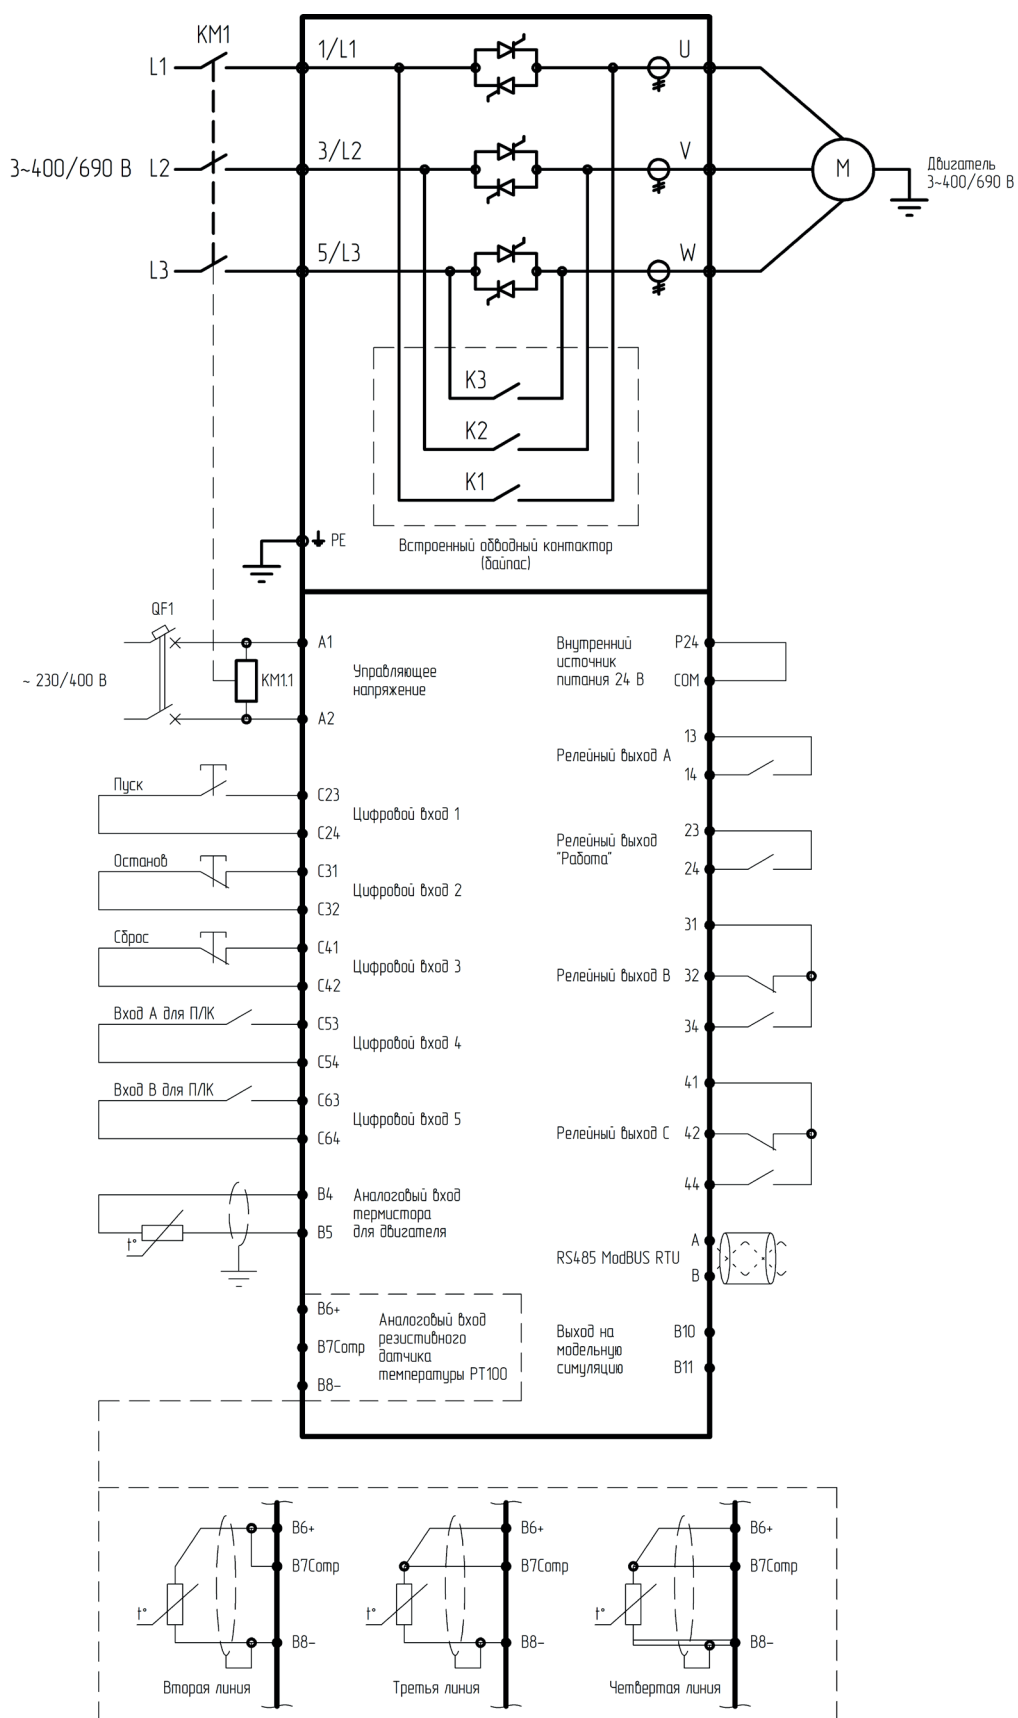 KM1
L1
1/L1
U
3~400/690 В
L2
3/L2
V
M
Двигатель
3~400/690 В
L3
5/L3
W
K3
K2
K1
Встроенный обводный контактор
(байпас)
PE
QF1
~ 230/400 В
KM1.1
A1
A2
Управляющее
напряжение
Внутренний
источник
питания 24 В
P24
COM
13
Релейный выход A
14
23
Релейный выход
"Работа"
24
31
Релейный выход B
32
34
41
Релейный выход C
42
44
Пуск
C23
Цифровой вход 1
C24
Останов
C31
Цифровой вход 2
C32
Сброс
C41
Цифровой вход 3
C42
Вход A для П/IK
C53
Цифровой вход 4
C54
Вход B для П/IK
C63
Цифровой вход 5
C64
B4
Аналоговый вход
термистора
для двигателя
B5
t°
A
RS485 ModBUS RTU
B
B6+
B7Comp
B8-
Аналоговый вход
резистивного
датчика
температуры PT100
Выход на
модельную
симуляцию
B10
B11
B6+
B7Comp
t°
B8-
Вторая линия
B6+
B7Comp
t°
B8-
Третья линия
B6+
B7Comp
t°
B8-
Четвертая линия